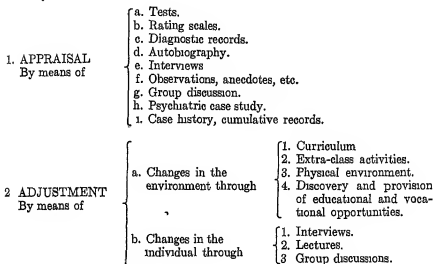 a. Tests.
b. Rating scales.
c. Diagnostic records.
d. Autobiography.
1. APPRAISAL
By means of
e. Interviews
f. Observations, anecdotes, etc.
g. Group discussion.
h. Psychiatric case study.
1. Case history, cumulative records.
2 ADJUSTMENT
By means of
a. Changes in the
environment through
1. Curriculum
2. Extra-class activities.
3. Physical environment.
4. Discovery and provision
of educational and voca-
tional opportunities.
b. Changes in the
individual through
1. Interviews.
2. Lectures.
3 Group discussions.